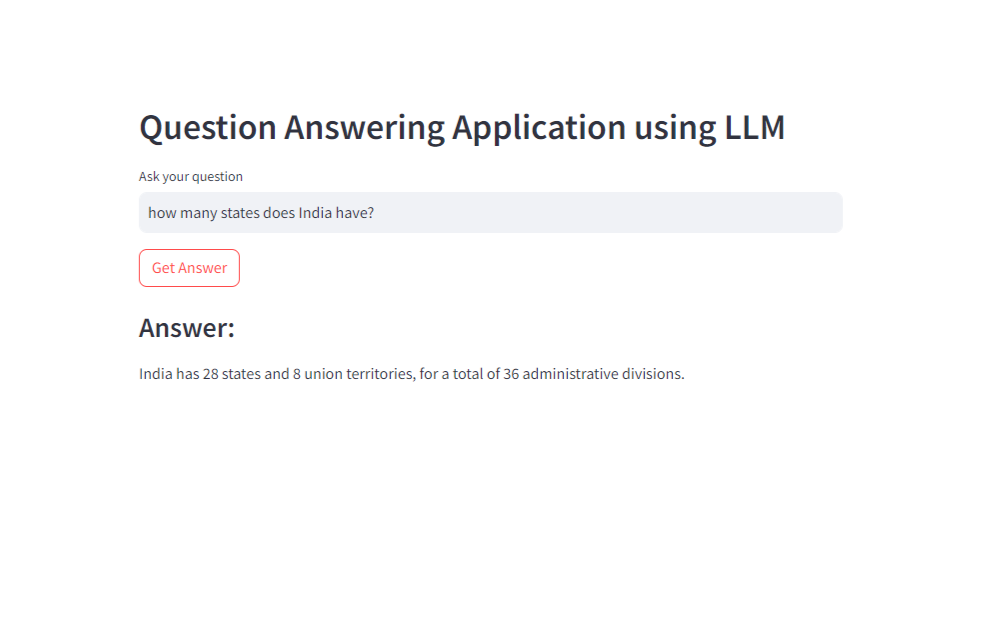 Question Answering Application using LLM
Ask your question
how many states does India have?
Get Answer
Answer:
India has 28 states and 8 union territories, for a total of 36 administrative divisions.